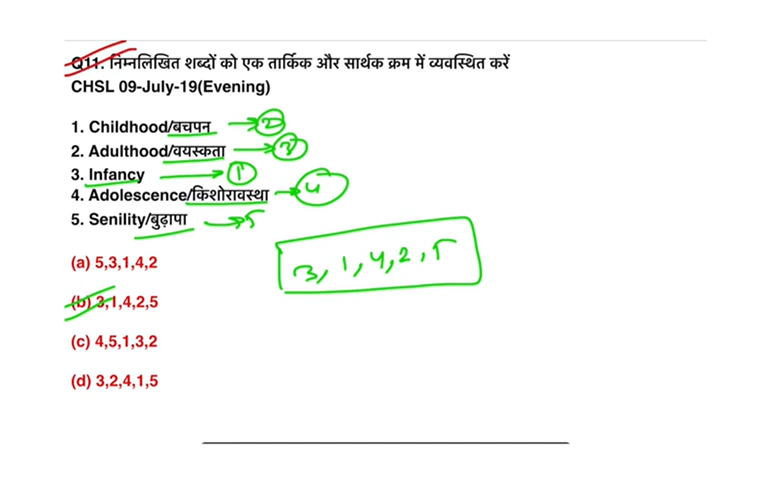 Q11. निम्नलिखित शब्दों को एक तार्किक और सार्थक क्रम में व्यवस्थित करें
CHSL 09-July-19(Evening)
1. Childhood/बचपन → 2
2. Adulthood/वयस्कता → 3
3. Infancy → 1
4. Adolescence/किशोरावस्था → 4
5. Senility/बुढ़ापा → 5
(a) 5,3,1,4,2
3, 1, 4, 2, 5
(b) 3,1,4,2,5
(c) 4,5,1,3,2
(d) 3,2,4,1,5